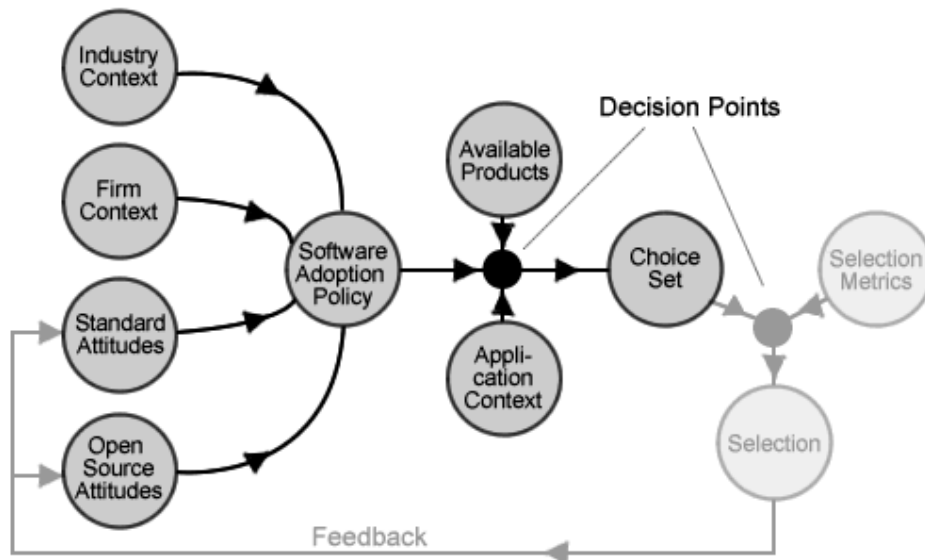 Industry
Context
Firm
Context
Standard
Attitudes
Open
Source
Attitudes
Software
Adoption
Policy
Available
Products
Appli-
cation
Context
Decision Points
Choice
Set
Selection
Metrics
Selection
Feedback